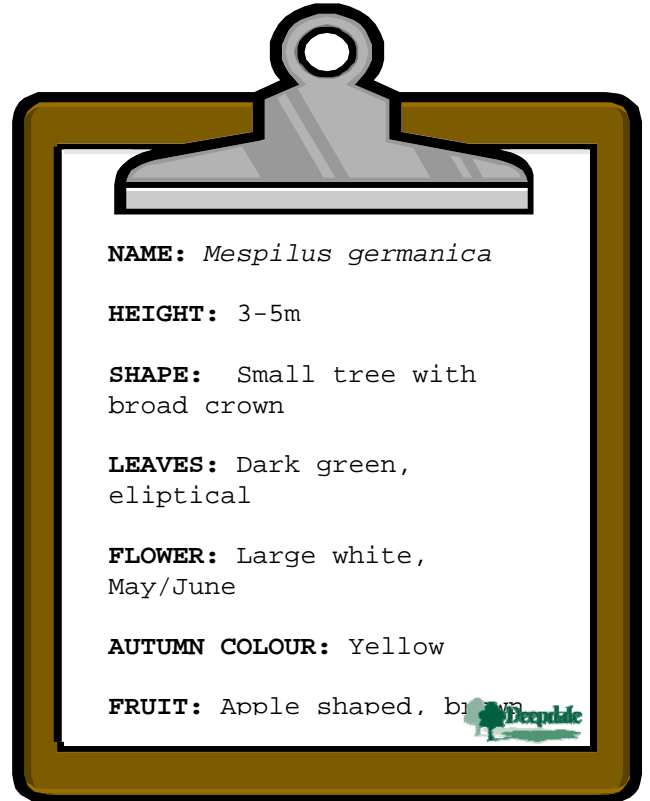 NAME: Mespilus germanica
HEIGHT: 3-5m
SHAPE: Small tree with
broad crown
LEAVES: Dark green,
eliptical
FLOWER: Large white,
May/June
AUTUMN COLOUR: Yellow
FRUIT: Apple shaped, brown
Deepdale